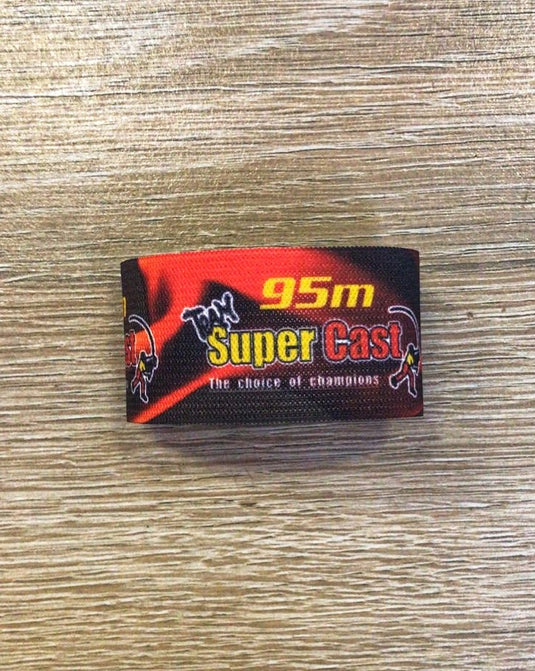 95m
TEAM
Super Cast
The choice of champions